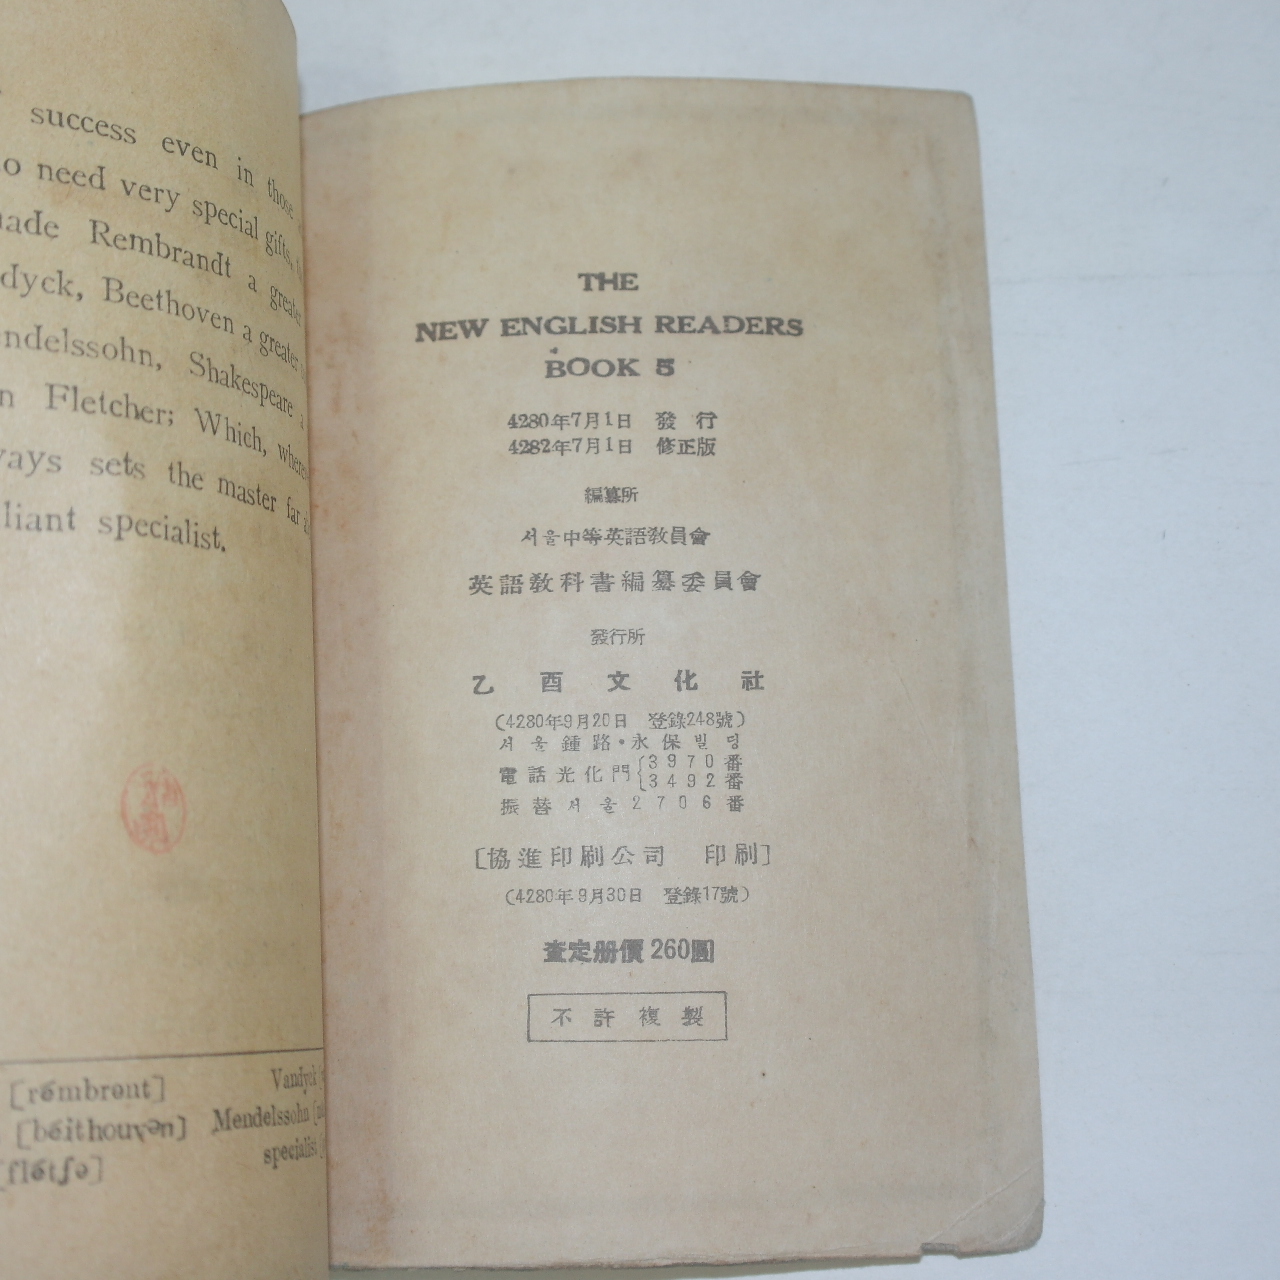 success even in those
need very special gifts,
Rembrandt a greater
dyck, Beethoven a greater
ndelssohn, Shakespeare
n Fletcher; Which,
ways sets the master far
liant specialist.
[rémbrənt] Vandyck
[béithouvən] Mendelssohn
[flétʃə] specialist
THE
NEW ENGLISH READERS
BOOK 5
4280年7月1日 發 行
4282年7月1日 修正版
編纂所
서울中等英語敎員會
英語敎科書編纂委員會
發行所
乙 酉 文 化 社
(4280年9月20日 登錄248號)
서 울 鍾 路 · 永 保 빌 딍
電 話 光 化 門 {3 9 7 0 番
3 4 9 2 番
振 替 서 울 2 7 0 6 番
[協 進 印 刷 公 司 印 刷]
(4280年9月30日 登錄17號)
査定册價 260圓
不 許 複 製